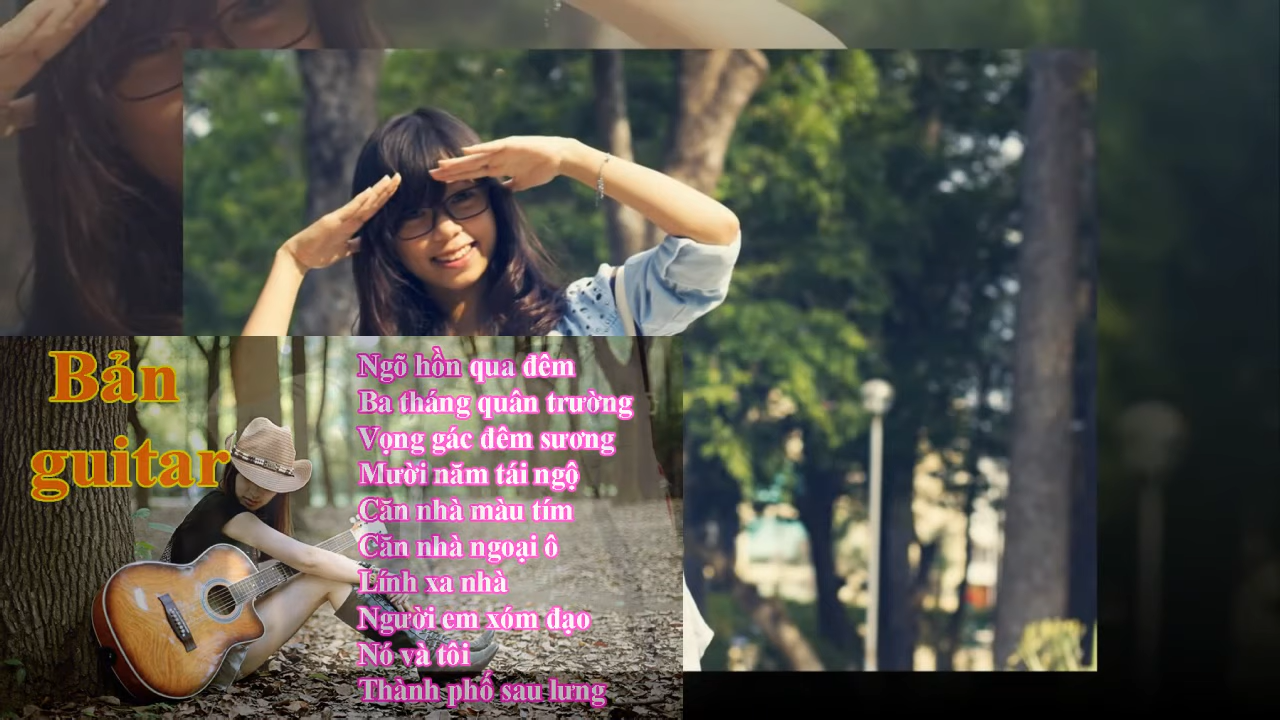 Bản
guitar
Ngõ hồn qua đêm
Ba tháng quân trường
Vọng gác đêm sương
Mười năm tái ngộ
Căn nhà màu tím
Căn nhà ngoại ô
Lính xa nhà
Người em xóm đạo
Nó và tôi
Thành phố sau lưng